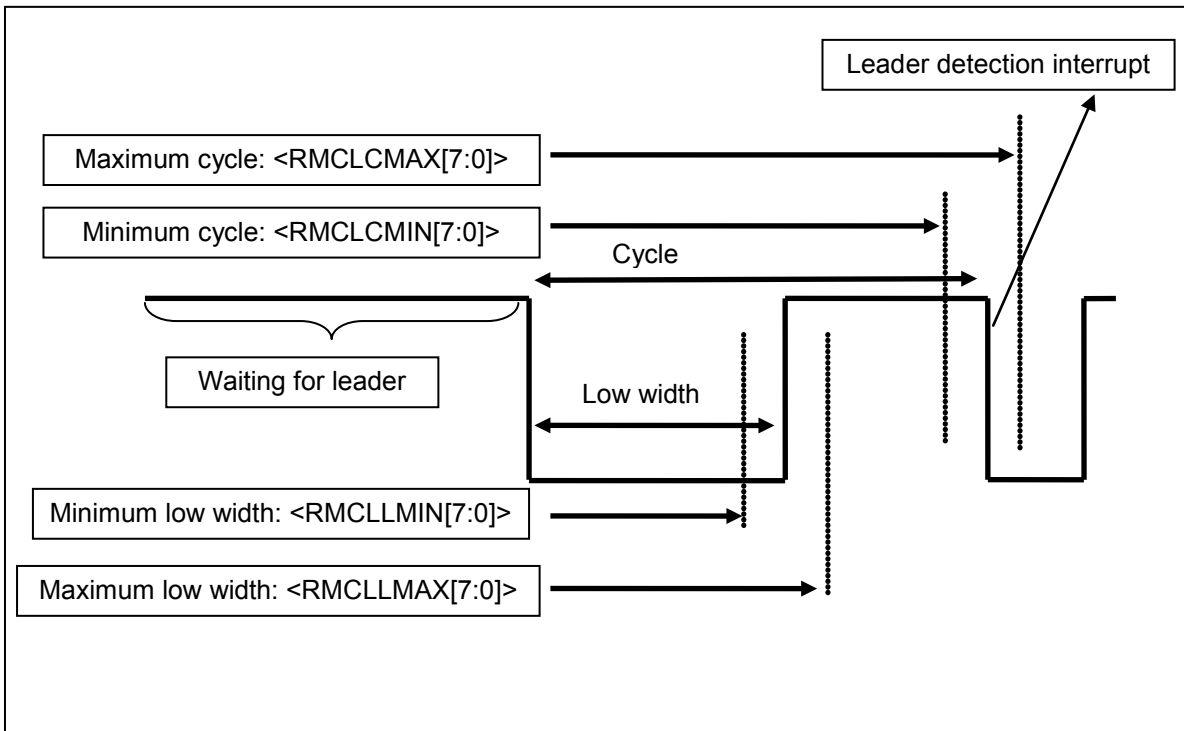 Leader detection interrupt
Maximum cycle: <RMCLCMAX[7:0]>
Minimum cycle: <RMCLCMIN[7:0]>
Cycle
Waiting for leader
Low width
Minimum low width: <RMCLLMIN[7:0]>
Maximum low width: <RMCLLMAX[7:0]>